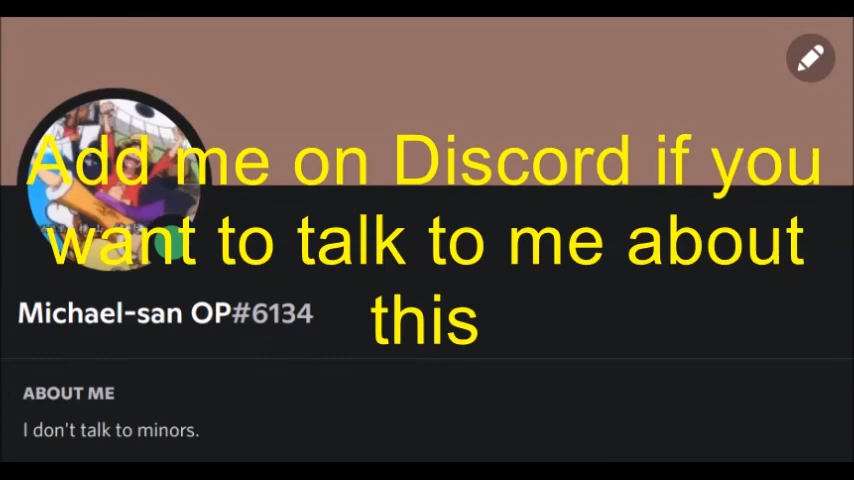 Add me on Discord if you
want to talk to me about
this
Michael-san OP#6134
ABOUT ME
I don't talk to minors.